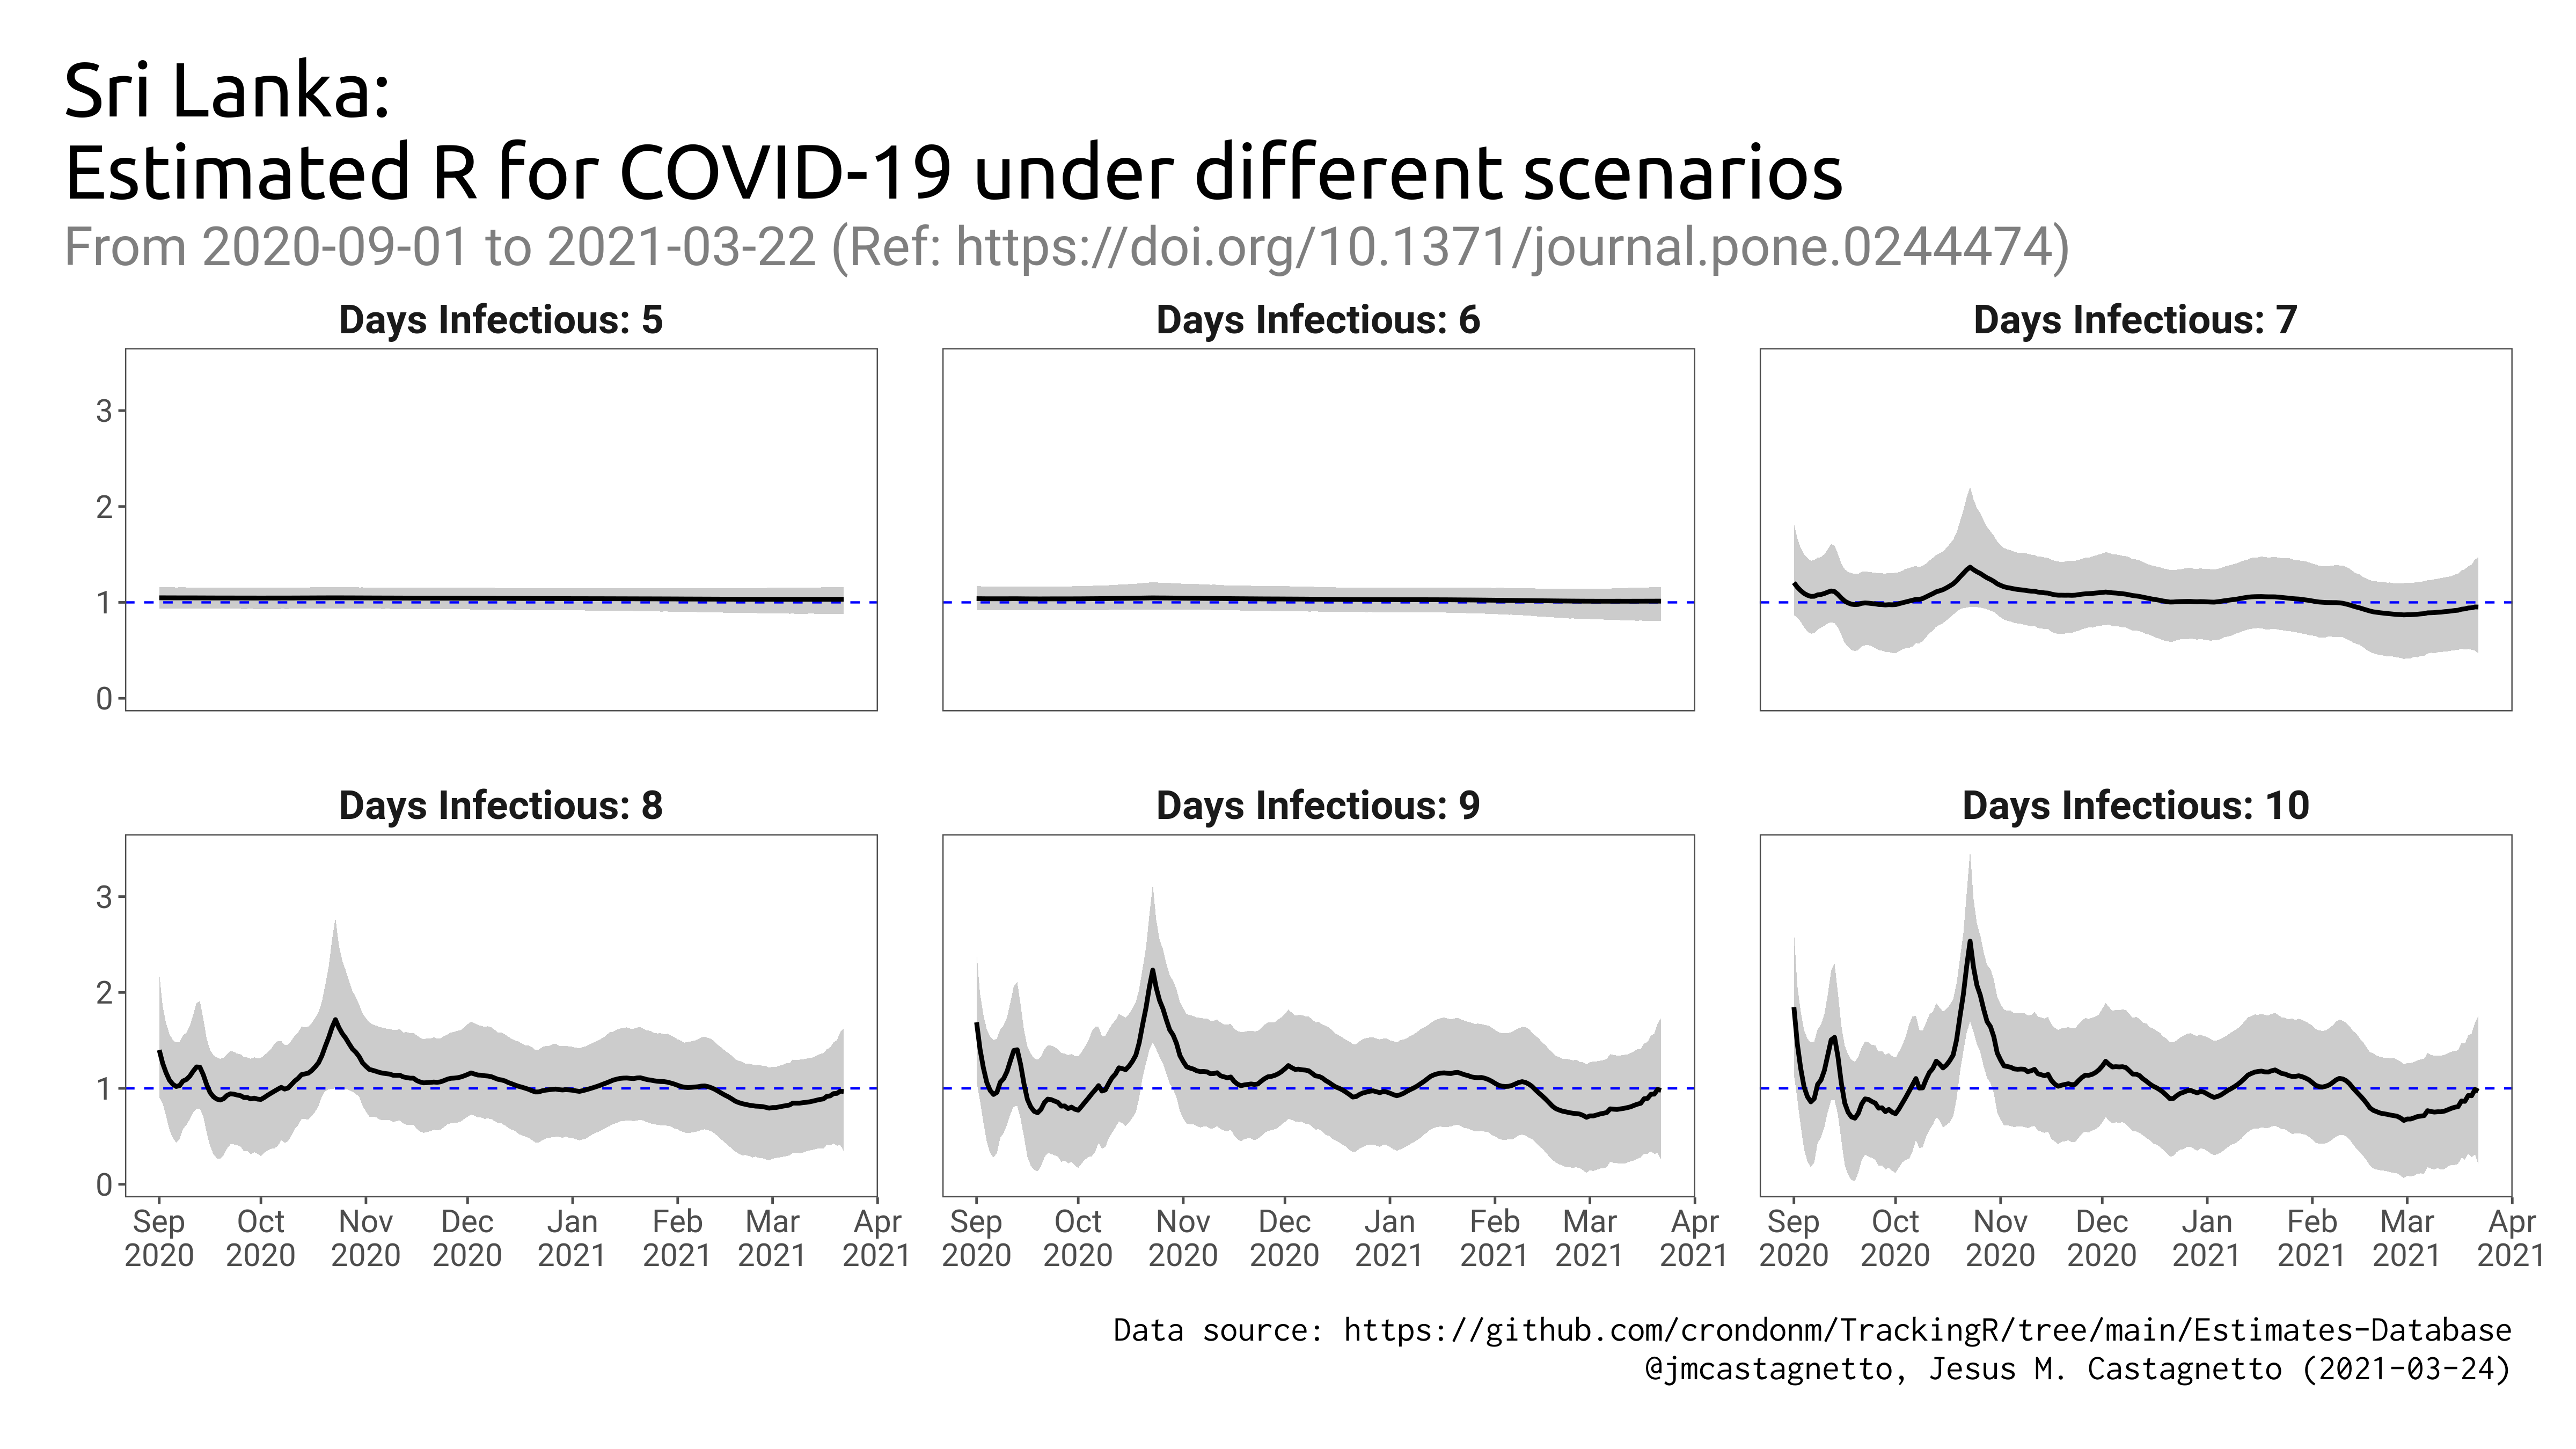 Sri Lanka:
Estimated R for COVID-19 under different scenarios
From 2020-09-01 to 2021-03-22 (Ref: https://doi.org/10.1371/journal.pone.0244474)
Days Infectious: 5
Days Infectious: 6
Days Infectious: 7
3
2
1
0
Days Infectious: 8
Days Infectious: 9
Days Infectious: 10
3
2
1
0
Sep Oct Nov Dec Jan Feb Mar Apr
2020 2020 2020 2020 2021 2021 2021 2021
Sep Oct Nov Dec Jan Feb Mar Apr
2020 2020 2020 2020 2021 2021 2021 2021
Sep Oct Nov Dec Jan Feb Mar Apr
2020 2020 2020 2020 2021 2021 2021 2021
Data source: https://github.com/crondonm/TrackingR/tree/main/Estimates-Database
@jmcastagnetto, Jesus M. Castagnetto (2021-03-24)